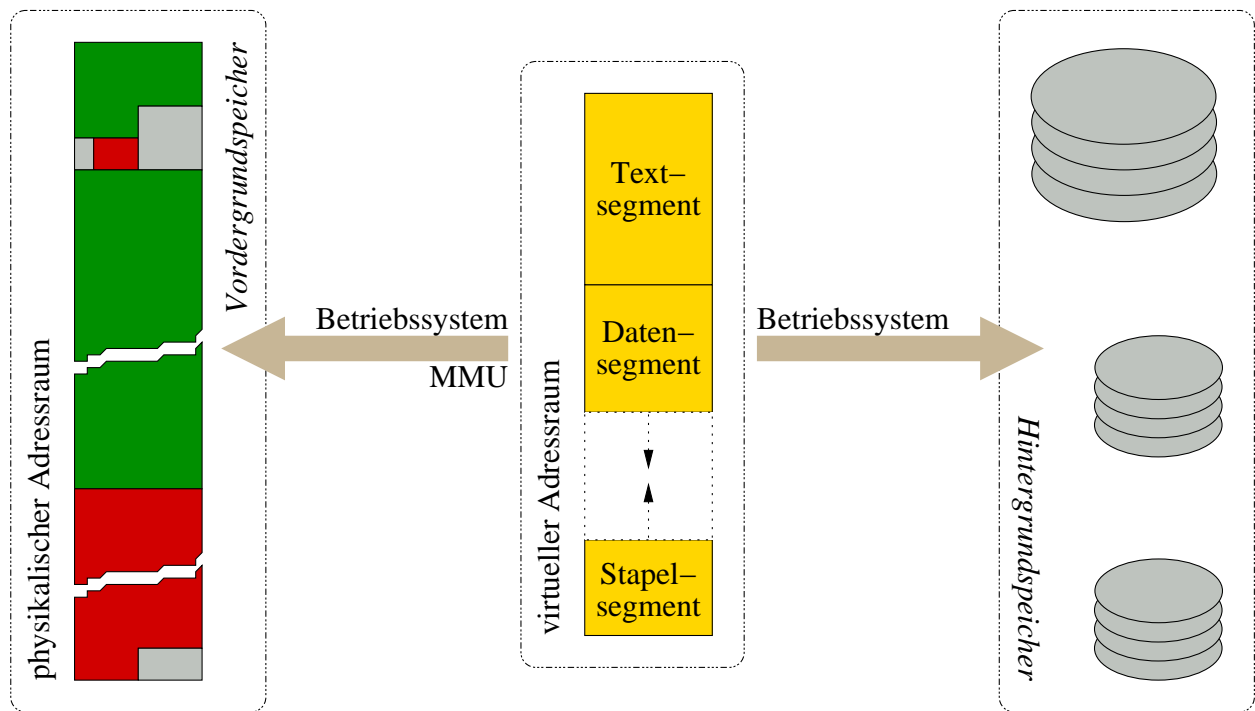 physikalischer Adressraum
Vordergrundspeicher
Betriebssystem
MMU
virtueller Adressraum
Text–
segment
Daten–
segment
Stapel–
segment
Betriebssystem
Hintergrundspeicher